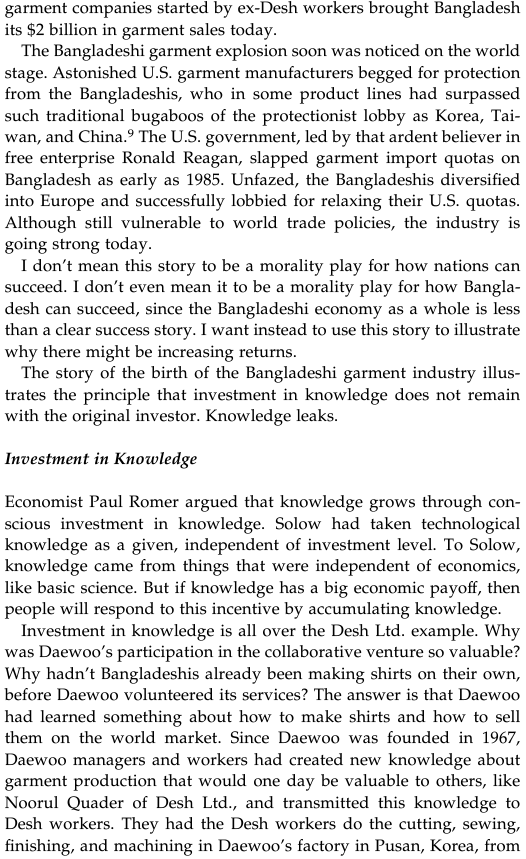 garment companies started by ex-Desh workers brought Bangladesh
its $2 billion in garment sales today.
The Bangladeshi garment explosion soon was noticed on the world
stage. Astonished U.S. garment manufacturers begged for protection
from the Bangladeshis, who in some product lines had surpassed
such traditional bugaboos of the protectionist lobby as Korea, Tai-
wan, and China.⁹ The U.S. government, led by that ardent believer in
free enterprise Ronald Reagan, slapped garment import quotas on
Bangladesh as early as 1985. Unfazed, the Bangladeshis diversified
into Europe and successfully lobbied for relaxing their U.S. quotas.
Although still vulnerable to world trade policies, the industry is
going strong today.
I don't mean this story to be a morality play for how nations can
succeed. I don't even mean it to be a morality play for how Bangla-
desh can succeed, since the Bangladeshi economy as a whole is less
than a clear success story. I want instead to use this story to illustrate
why there might be increasing returns.
The story of the birth of the Bangladeshi garment industry illus-
trates the principle that investment in knowledge does not remain
with the original investor. Knowledge leaks.
Investment in Knowledge
Economist Paul Romer argued that knowledge grows through con-
scious investment in knowledge. Solow had taken technological
knowledge as a given, independent of investment level. To Solow,
knowledge came from things that were independent of economics,
like basic science. But if knowledge has a big economic payoff, then
people will respond to this incentive by accumulating knowledge.
Investment in knowledge is all over the Desh Ltd. example. Why
was Daewoo's participation in the collaborative venture so valuable?
Why hadn't Bangladeshis already been making shirts on their own,
before Daewoo volunteered its services? The answer is that Daewoo
had learned something about how to make shirts and how to sell
them on the world market. Since Daewoo was founded in 1967,
Daewoo managers and workers had created new knowledge about
garment production that would one day be valuable to others, like
Noorul Quader of Desh Ltd., and transmitted this knowledge to
Desh workers. They had the Desh workers do the cutting, sewing,
finishing, and machining in Daewoo's factory in Pusan, Korea, from